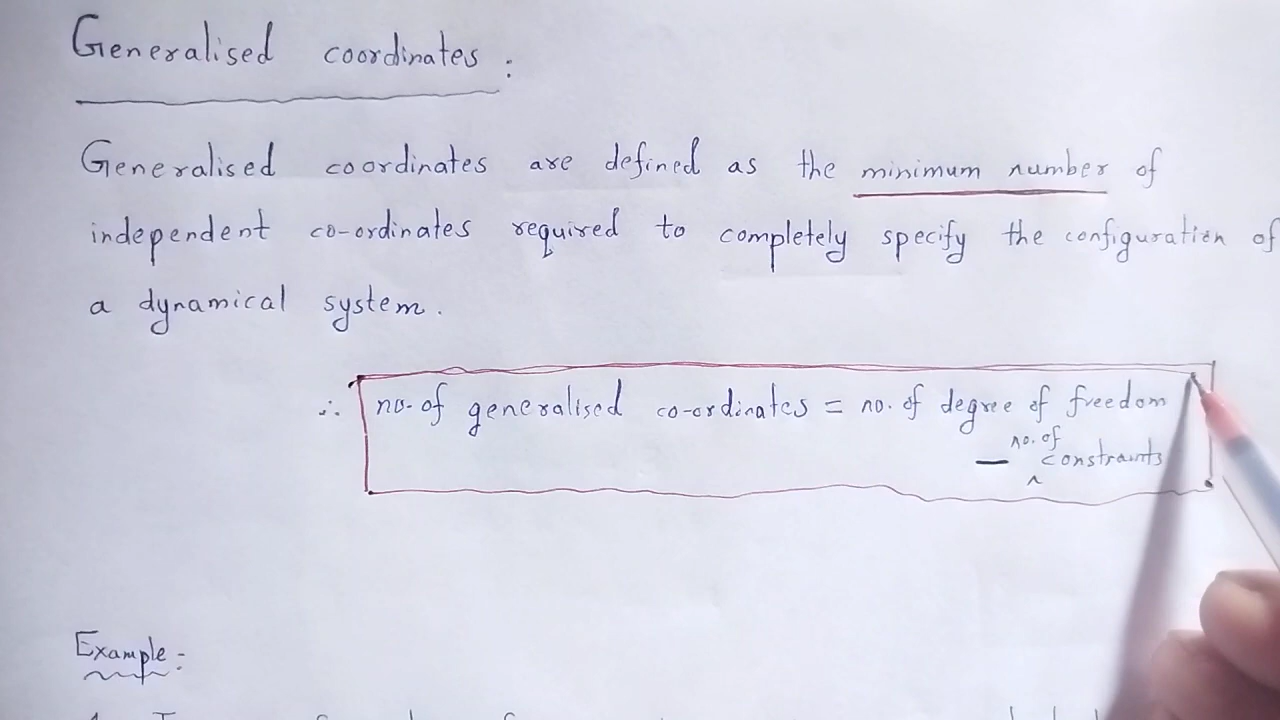 Generalised coordinates :
Generalised coordinates are defined as the minimum number of
independent co-ordinates required to completely specify the configuration of
a dynamical system.
∴ no. of generalised co-ordinates = no. of degree of freedom
— no. of constraints
Example :-